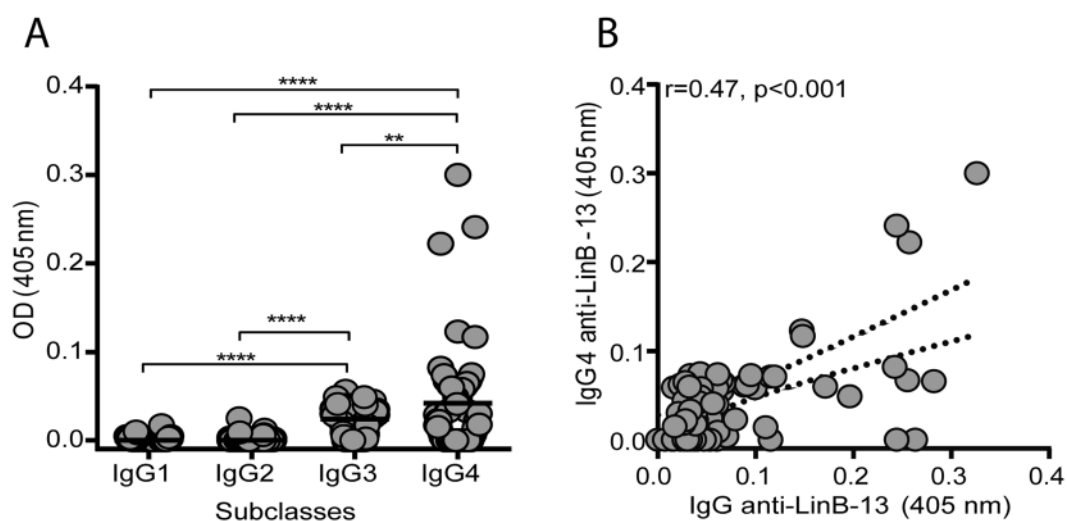 A
OD (405nm)
0.4
0.3
0.2
0.1
0.0
****
****
**
****
****
IgG1 IgG2 IgG3 IgG4
Subclasses
B
IgG4 anti-LinB-13 (405nm)
r=0.47, p<0.001
0.4
0.3
0.2
0.1
0.0
0.0 0.1 0.2 0.3 0.4
IgG anti-LinB-13 (405 nm)